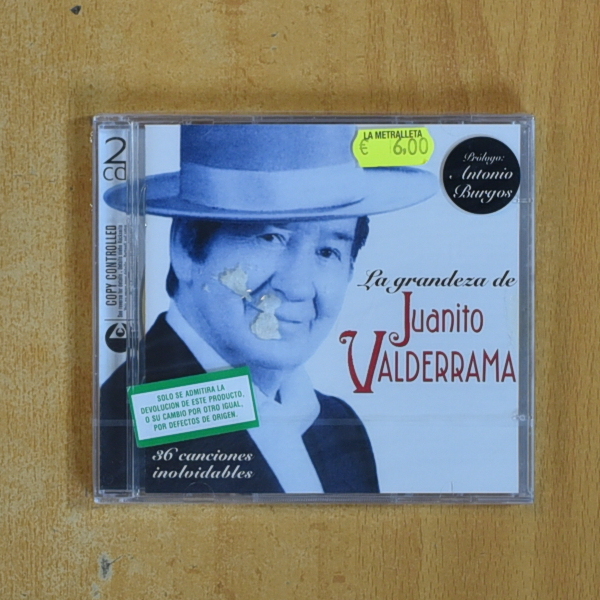 2
cd
COPY CONTROLLED
LA METRALLETA
€ 6,00
Prólogo:
Antonio
Burgos
La grandeza de
Juanito
VALDERRAMA
SOLO SE ADMITIRA LA
DEVOLUCION DE ESTE PRODUCTO,
O SU CAMBIO POR OTRO IGUAL,
POR DEFECTOS DE ORIGEN.
36 canciones
inolvidables